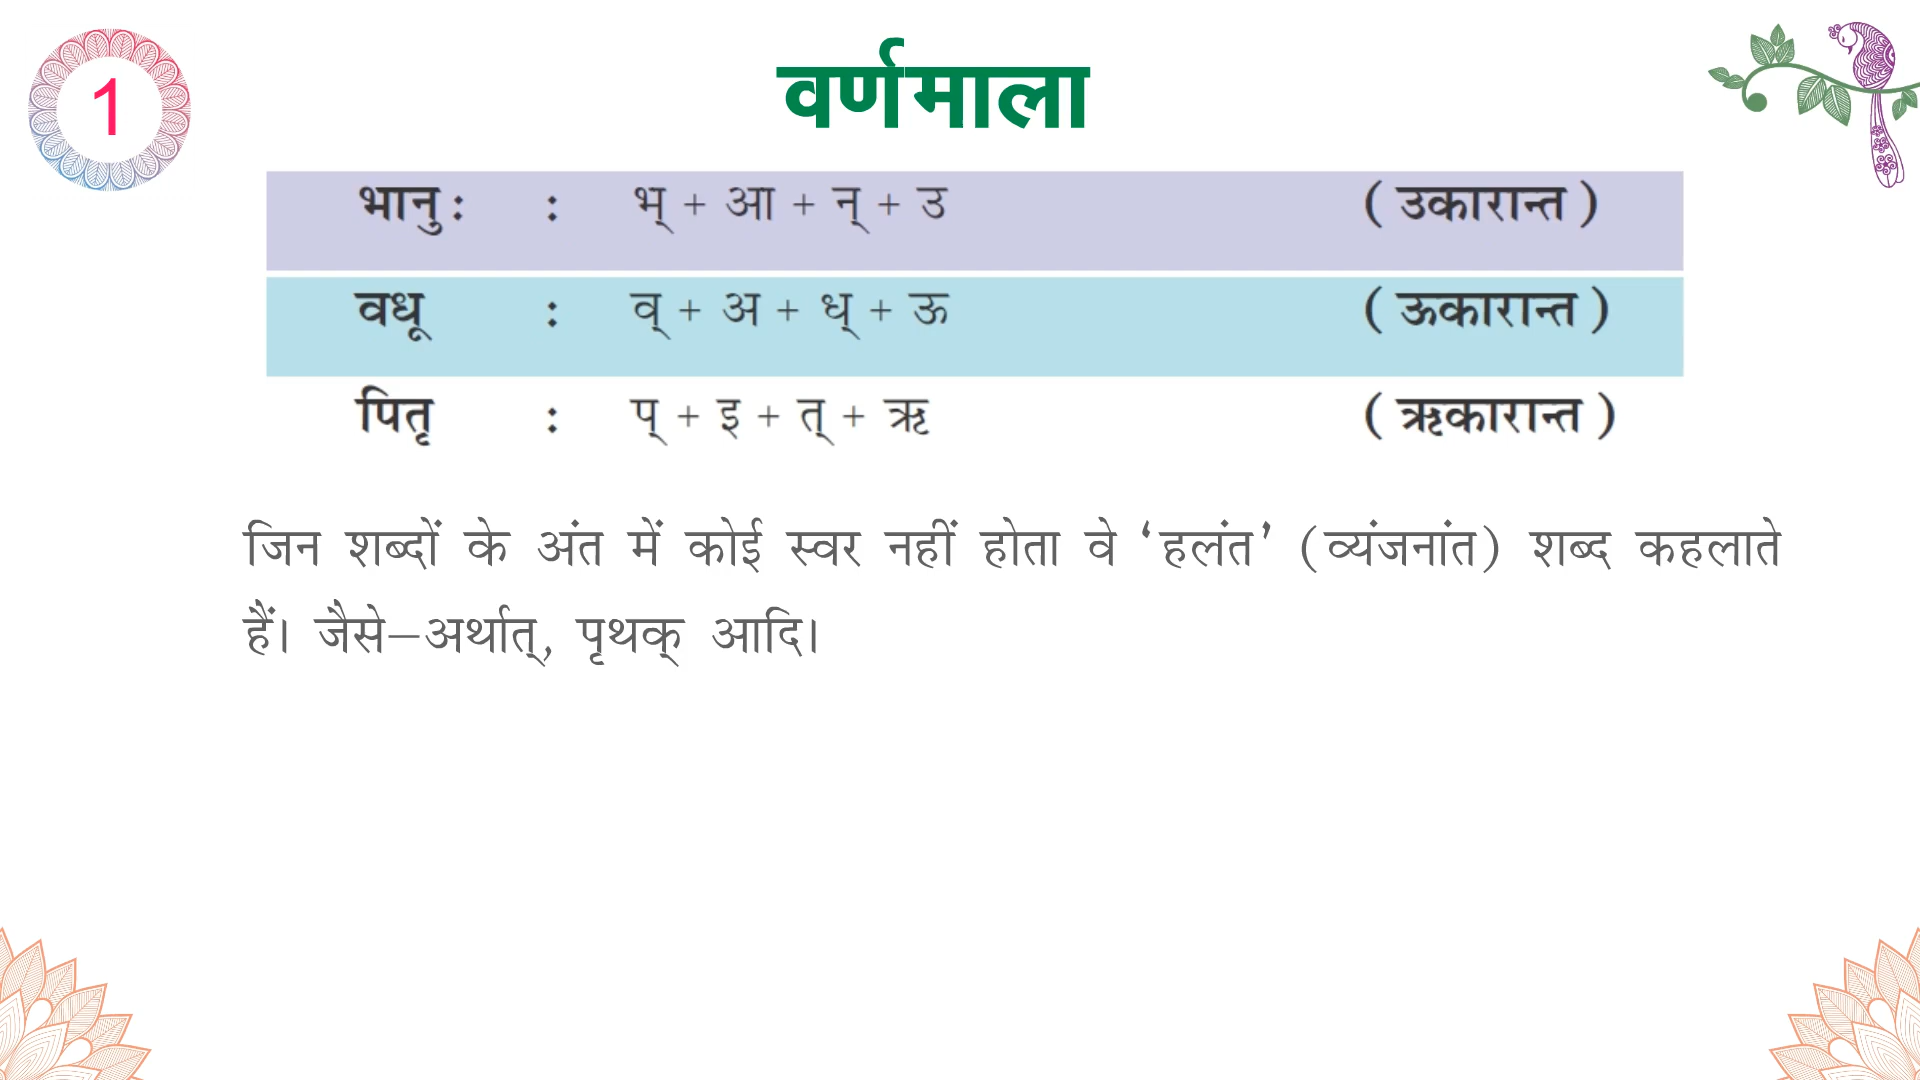 1
वर्णमाला
भानुः : भ् + आ + न् + उ (उकारान्त)
वधू : व् + अ + ध् + ऊ (ऊकारान्त)
पितृ : प् + इ + त् + ऋ (ऋकारान्त)
जिन शब्दों के अंत में कोई स्वर नहीं होता वे ‘हलंत’ (व्यंजनांत) शब्द कहलाते
हैं। जैसे–अर्थात्, पृथक् आदि।